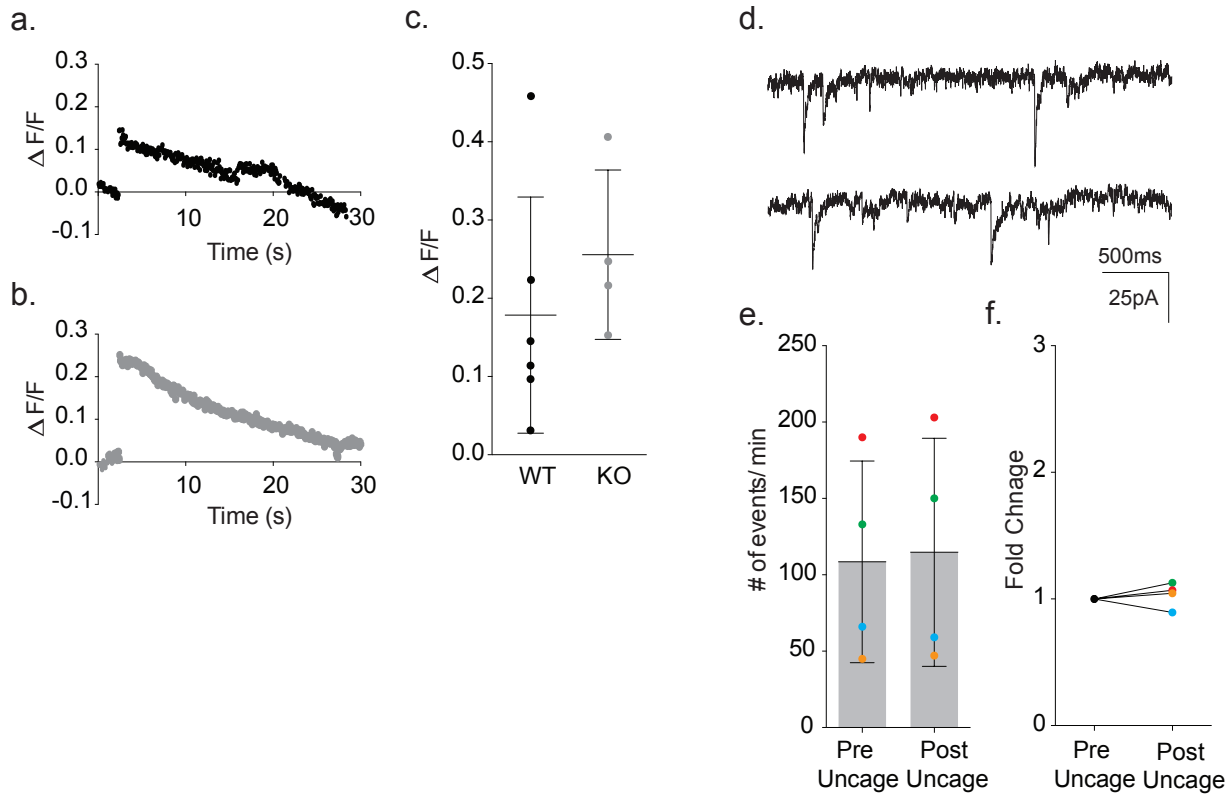 a.
0.3
0.2
0.1
0.0
-0.1
Δ F/F
10
20
30
Time (s)
b.
0.3
0.2
0.1
0.0
-0.1
Δ F/F
10
20
30
Time (s)
c.
0.5
0.4
0.3
0.2
0.1
0.0
Δ F/F
WT
KO
d.
500ms
25pA
e.
250
200
150
100
50
0
# of events/ min
Pre
Uncage
Post
Uncage
f.
3
2
1
0
Fold Chnage
Pre
Uncage
Post
Uncage